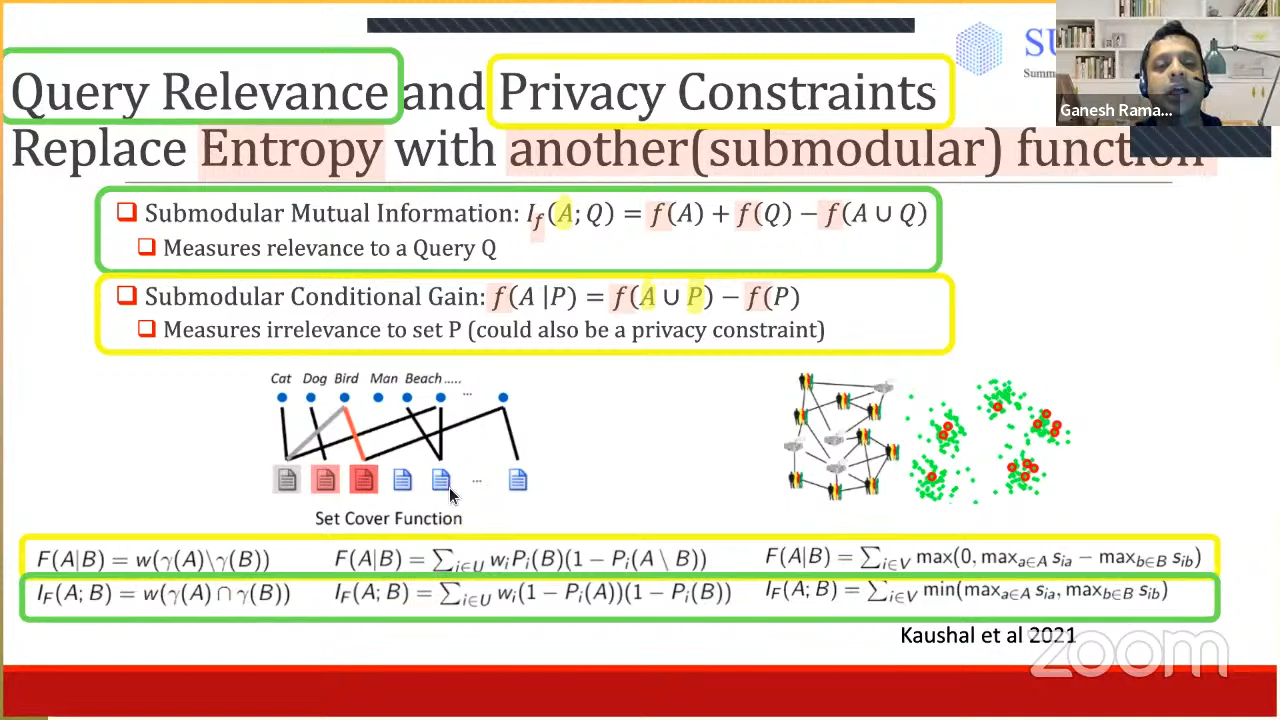 SU
Summ
Query Relevance and Privacy Constraints
Ganesh Rama...
Replace Entropy with another(submodular) function
❑ Submodular Mutual Information: I_f(A; Q) = f(A) + f(Q) − f(A ∪ Q)
❑ Measures relevance to a Query Q
❑ Submodular Conditional Gain: f(A |P) = f(A ∪ P) − f(P)
❑ Measures irrelevance to set P (could also be a privacy constraint)
Cat Dog Bird Man Beach.....
...
...
Set Cover Function
F(A|B) = w(γ(A)\γ(B)) F(A|B) = ∑_{i∈U} w_i P_i(B)(1 − P_i(A \ B)) F(A|B) = ∑_{i∈V} max(0, max_{a∈A} s_{ia} − max_{b∈B} s_{ib})
I_F(A; B) = w(γ(A) ∩ γ(B)) I_F(A; B) = ∑_{i∈U} w_i(1 − P_i(A))(1 − P_i(B)) I_F(A; B) = ∑_{i∈V} min(max_{a∈A} s_{ia}, max_{b∈B} s_{ib})
Kaushal et al 2021
zoom